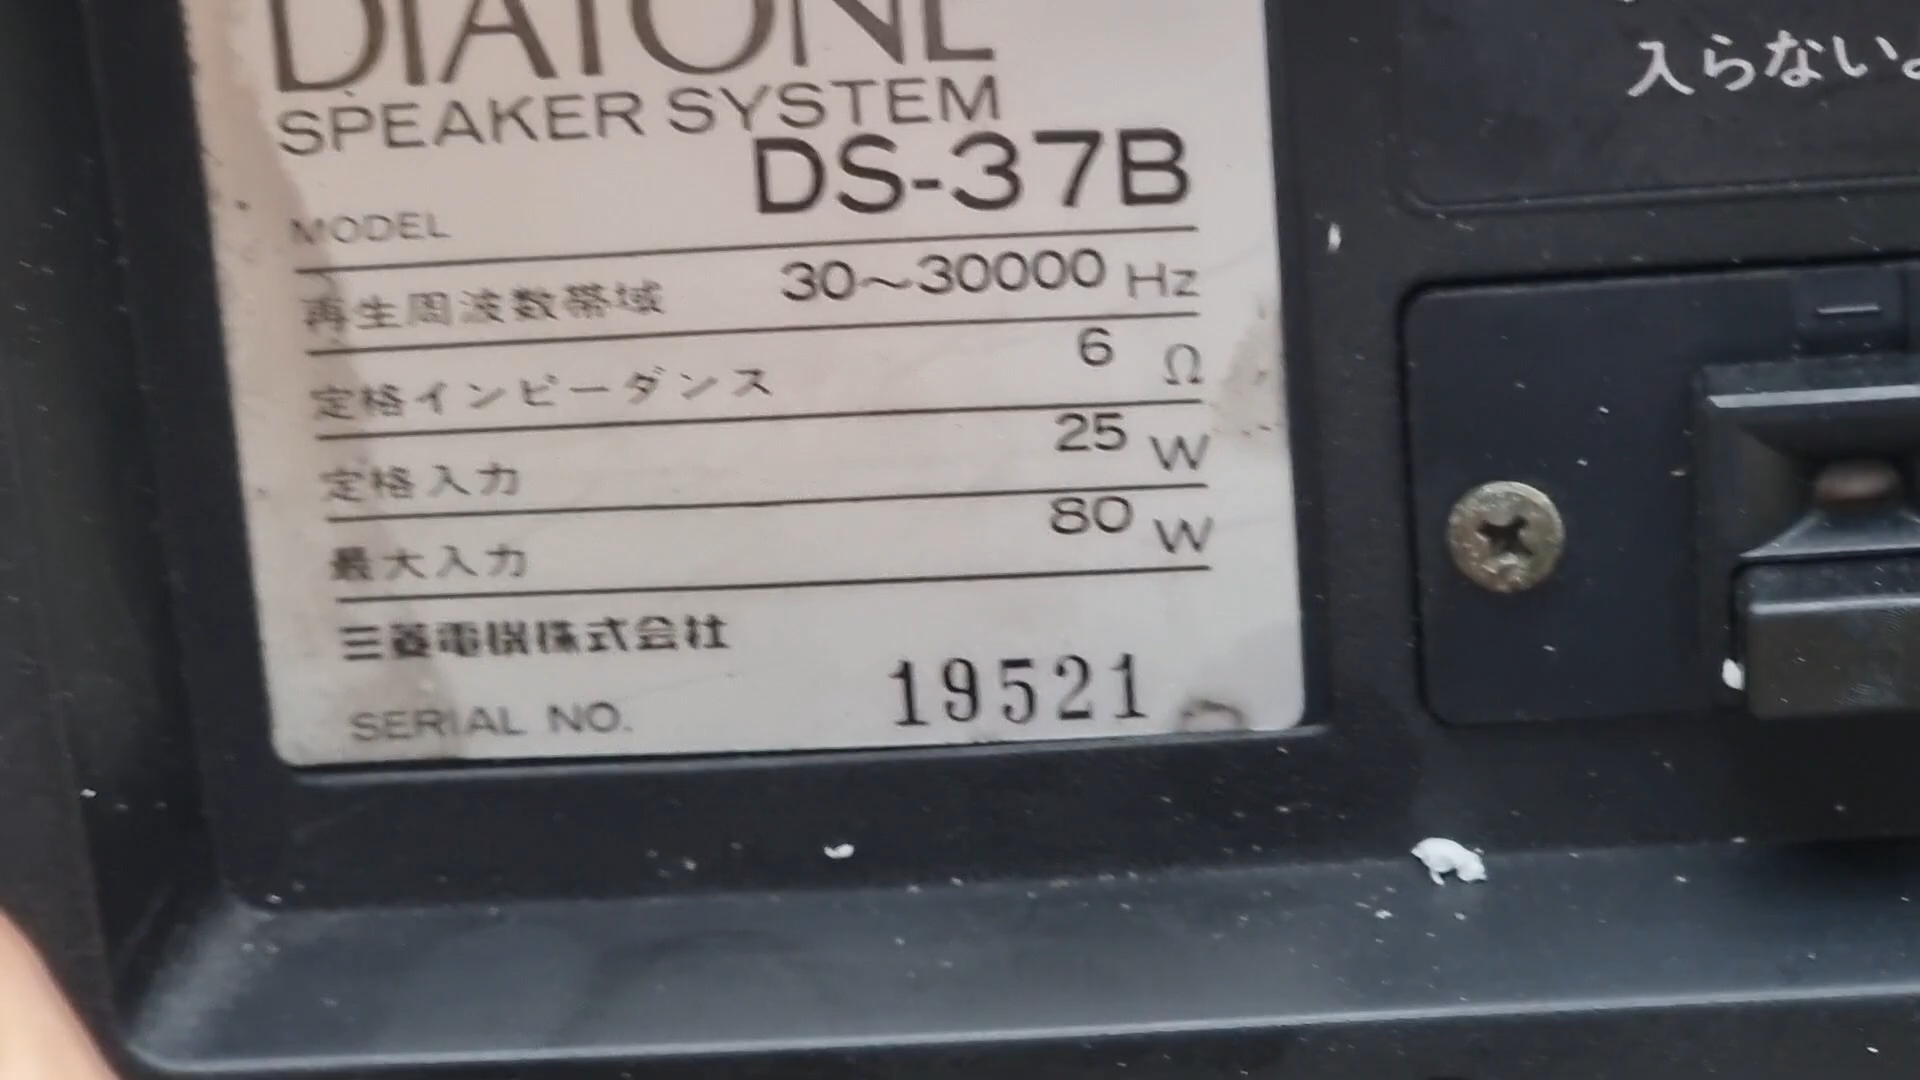 DIATONE
SPEAKER SYSTEM
MODEL DS-37B
再生周波数帯域 30～30000 Hz
定格インピーダンス 6 Ω
定格入力 25 W
最大入力 80 W
三菱電機株式会社
SERIAL NO. 19521
入らない